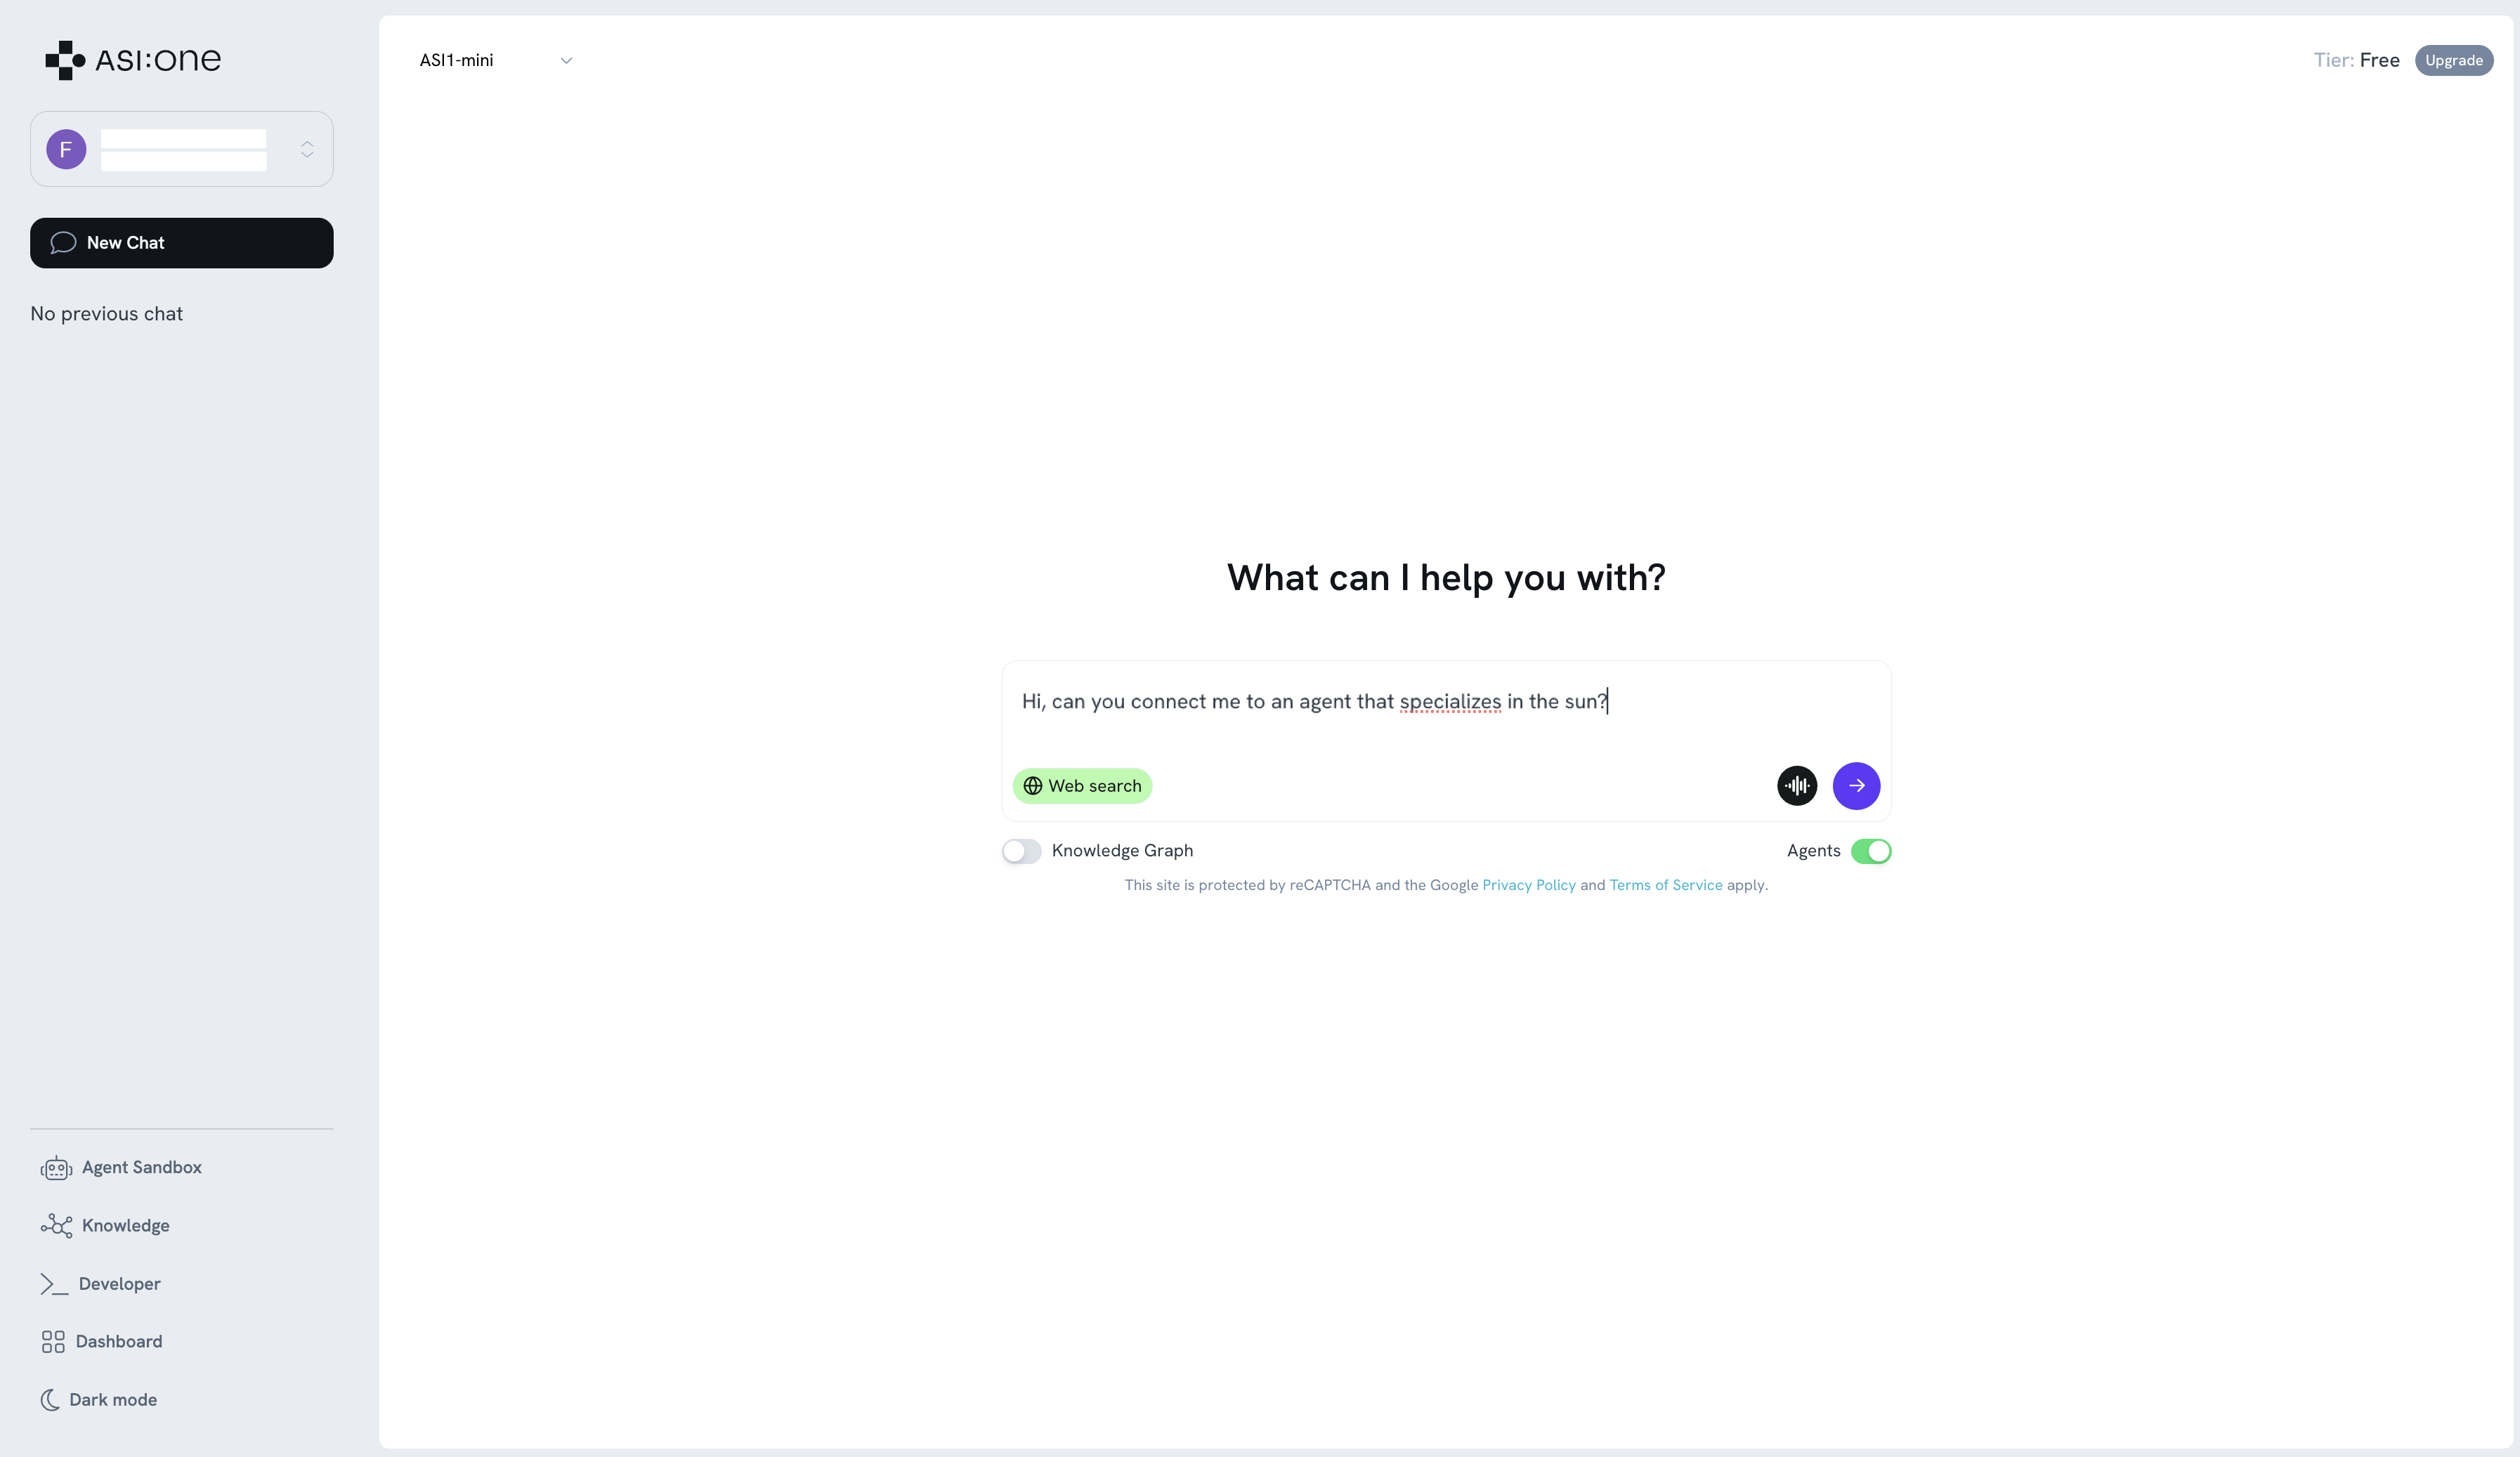 ASI:one
F
New Chat
No previous chat
Agent Sandbox
Knowledge
Developer
Dashboard
Dark mode
ASI1-mini
Tier: Free
Upgrade
What can I help you with?
Hi, can you connect me to an agent that specializes in the sun?
Web search
Knowledge Graph
Agents
This site is protected by reCAPTCHA and the Google Privacy Policy and Terms of Service apply.